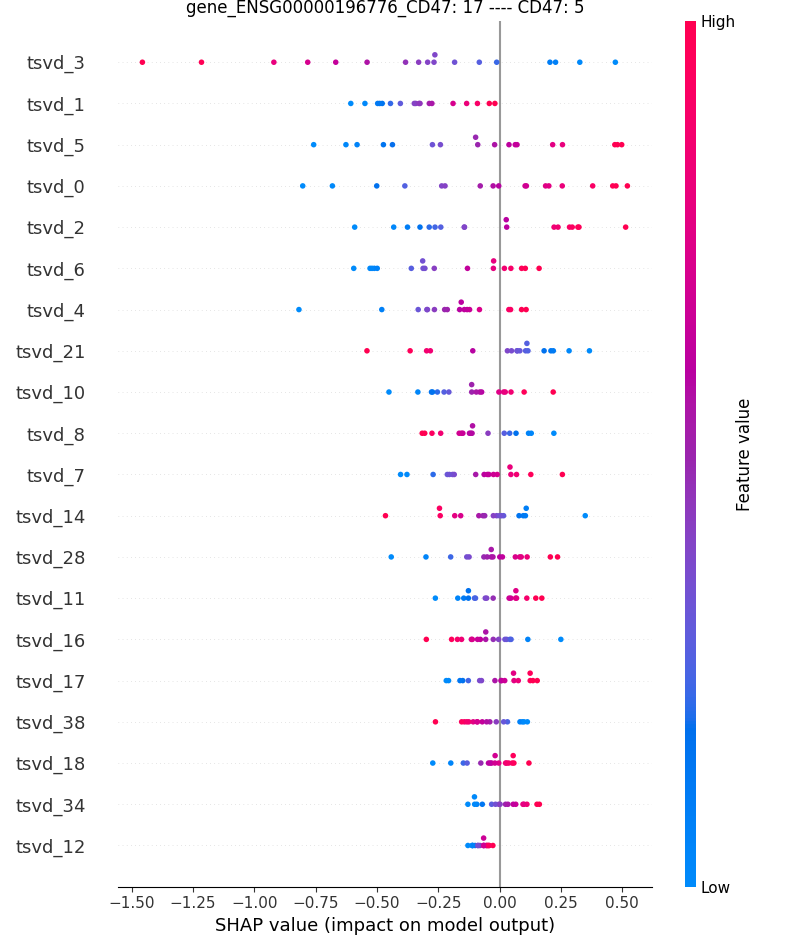 gene_ENSG00000196776_CD47: 17 ---- CD47: 5
High
tsvd_3
tsvd_1
tsvd_5
tsvd_0
tsvd_2
tsvd_6
tsvd_4
tsvd_21
tsvd_10
tsvd_8
tsvd_7
tsvd_14
tsvd_28
tsvd_11
tsvd_16
tsvd_17
tsvd_38
tsvd_18
tsvd_34
tsvd_12
Feature value
Low
−1.50 −1.25 −1.00 −0.75 −0.50 −0.25 0.00 0.25 0.50
SHAP value (impact on model output)